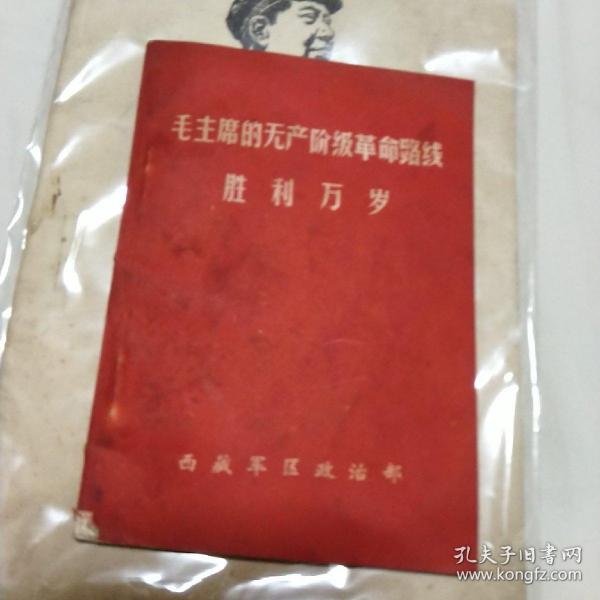 毛主席的无产阶级革命路线
胜利万岁
西藏军区政治部
孔夫子旧书网
www.kongfz.com